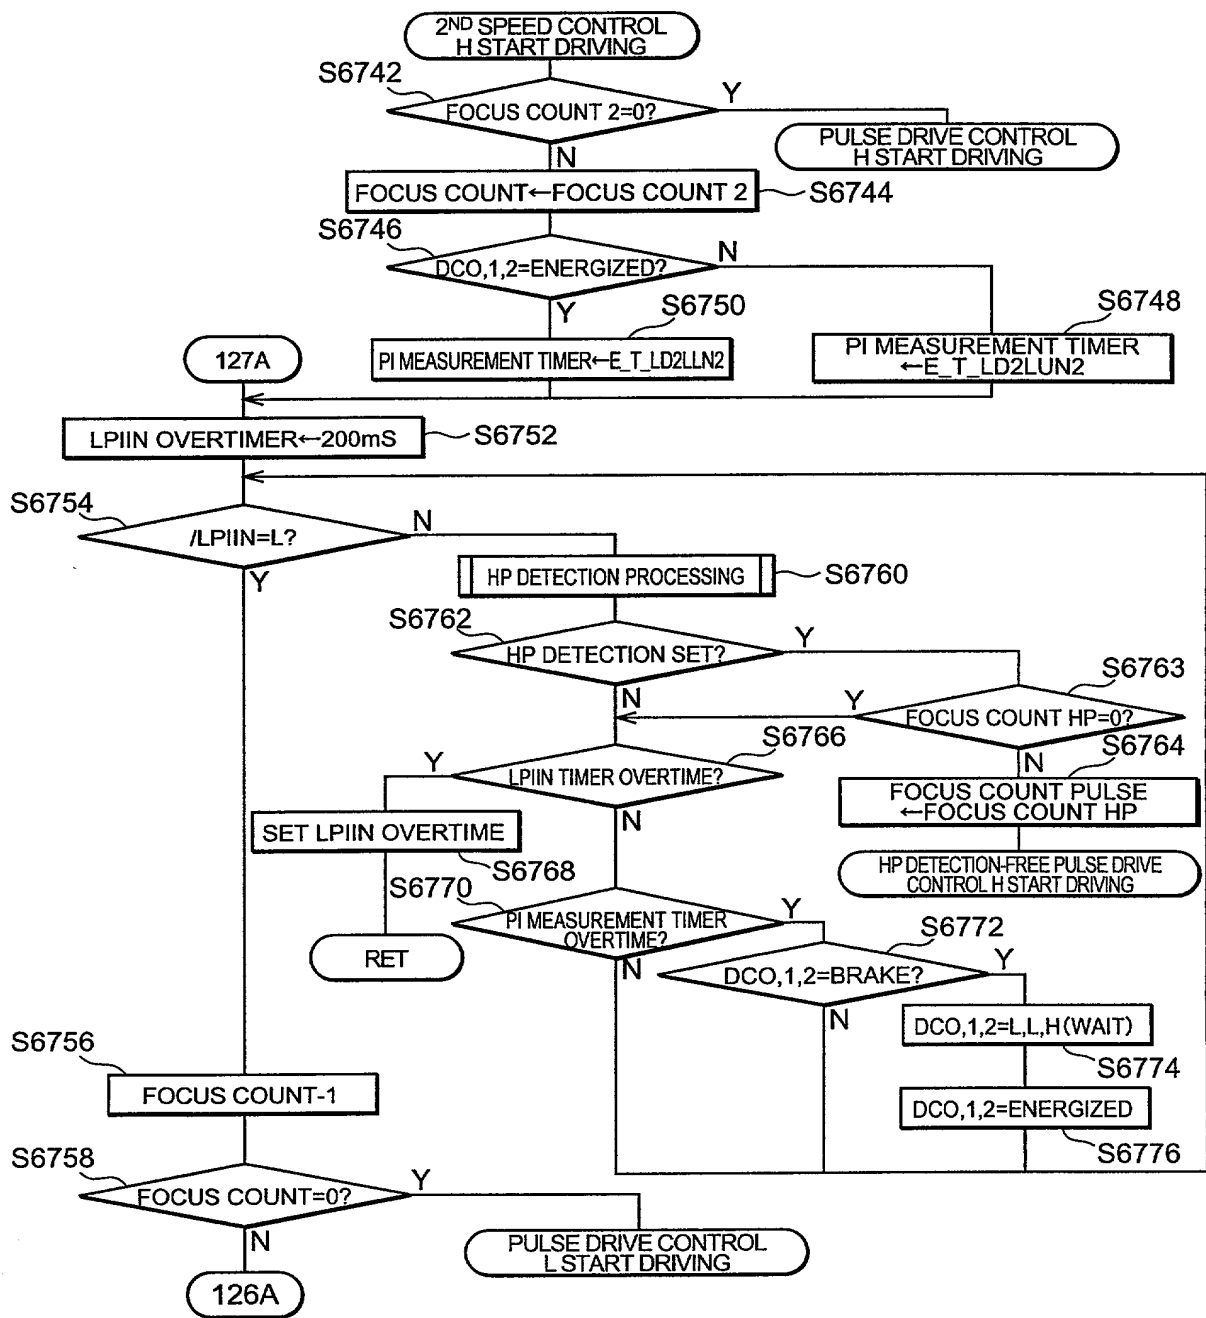 2ND SPEED CONTROL
H START DRIVING
S6742
FOCUS COUNT 2=0?
Y
N
PULSE DRIVE CONTROL
H START DRIVING
FOCUS COUNT←FOCUS COUNT 2
S6744
S6746
DCO,1,2=ENERGIZED?
N
Y
S6750
S6748
127A
PI MEASUREMENT TIMER←E_T_LD2LLN2
PI MEASUREMENT TIMER
←E_T_LD2LUN2
LPIIN OVERTIMER←200mS
S6752
S6754
/LPIIN=L?
N
Y
HP DETECTION PROCESSING
S6760
S6762
HP DETECTION SET?
Y
N
S6763
FOCUS COUNT HP=0?
Y
N
S6766
LPIIN TIMER OVERTIME?
Y
N
S6764
FOCUS COUNT PULSE
←FOCUS COUNT HP
SET LPIIN OVERTIME
S6768
HP DETECTION-FREE PULSE DRIVE
CONTROL H START DRIVING
S6770
PI MEASUREMENT TIMER
OVERTIME?
Y
N
RET
S6772
DCO,1,2=BRAKE?
Y
N
DCO,1,2=L,L,H(WAIT)
S6774
S6756
FOCUS COUNT-1
DCO,1,2=ENERGIZED
S6776
S6758
FOCUS COUNT=0?
Y
N
PULSE DRIVE CONTROL
L START DRIVING
126A